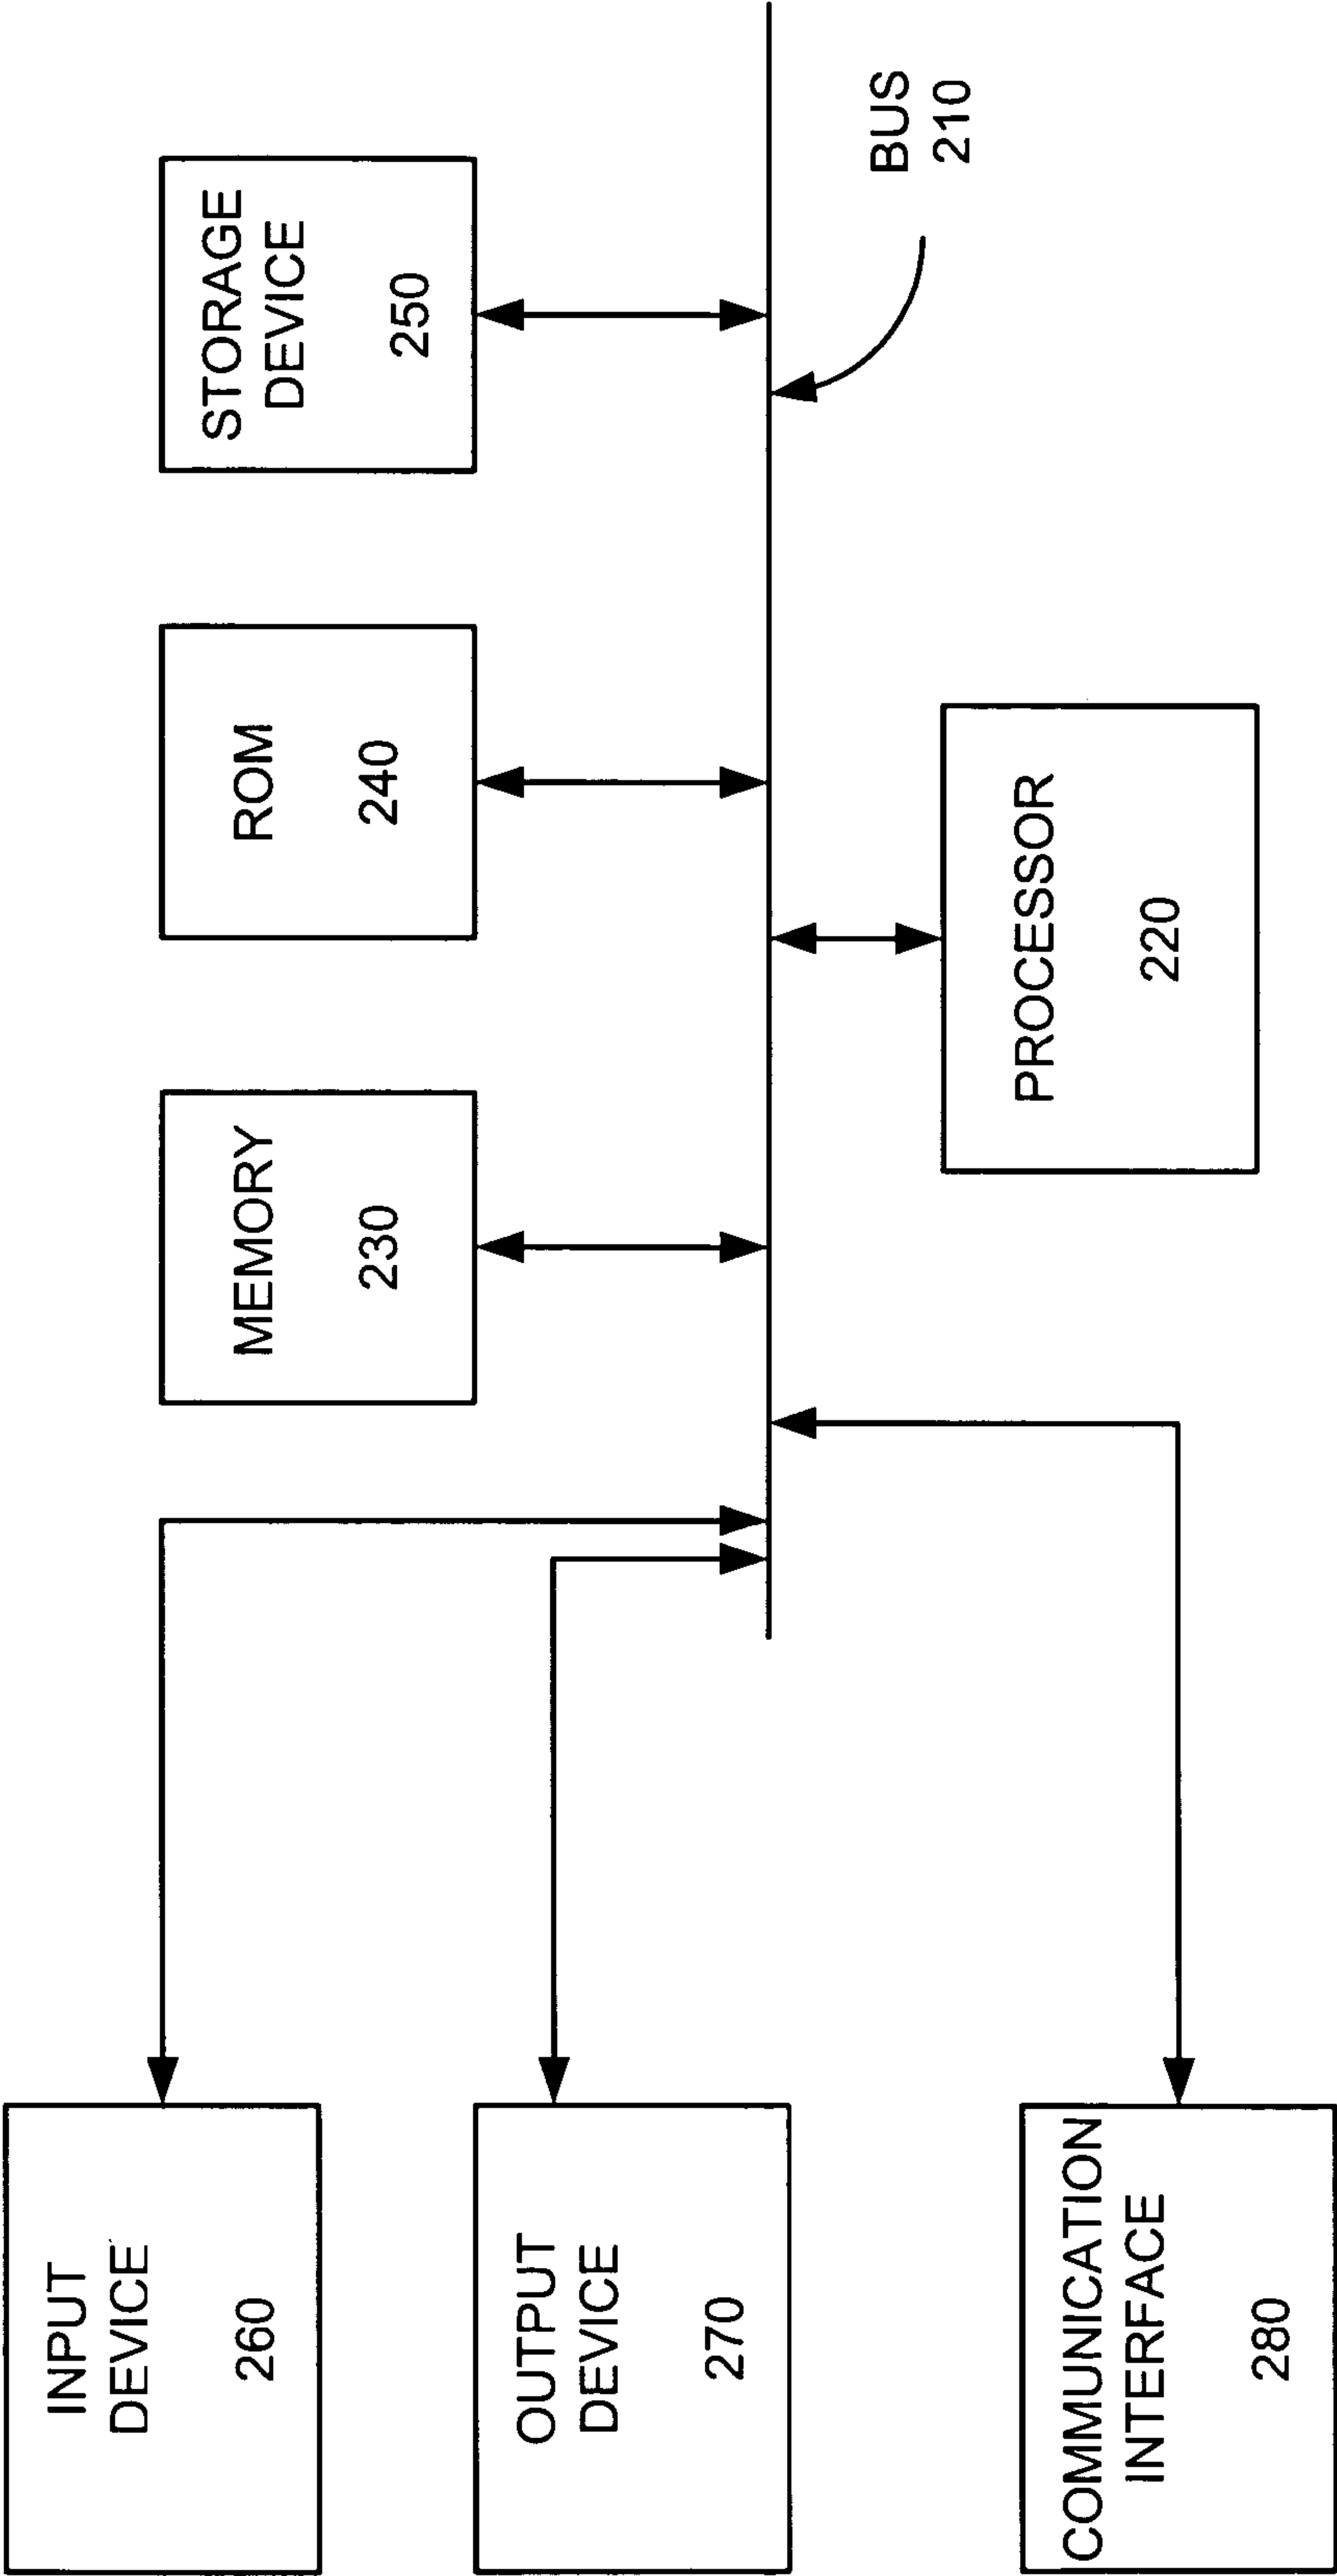 INPUT
DEVICE
260
OUTPUT
DEVICE
270
COMMUNICATION
INTERFACE
280
MEMORY
230
ROM
240
STORAGE
DEVICE
250
PROCESSOR
220
BUS
210